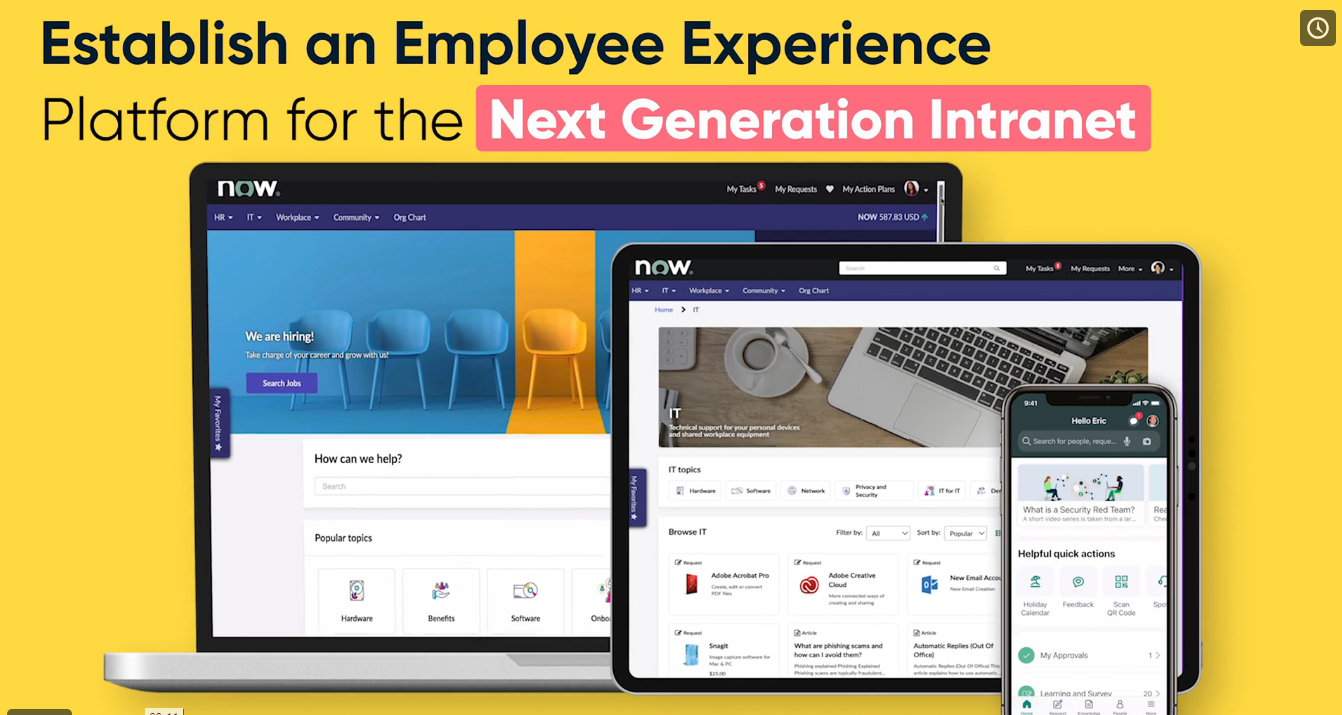 Establish an Employee Experience
Platform for the Next Generation Intranet
now.
My Tasks 5 My Requests My Action Plans
HR IT Workplace Community Org Chart
NOW 587.83 USD
We are hiring!
Take charge of your career and grow with us!
Search Jobs
My Favorites
How can we help?
Search
Popular topics
Hardware Benefits Software Onbo
now.
Search
My Tasks My Requests More
HR IT Workplace Community Org Chart
Home > IT
IT
Technical support for your personal devices
and shared workplace equipment
My Favorites
IT topics
Hardware Software Network Privacy and Security IT for IT
Browse IT
Filter by: All Sort by: Popular
Request
Adobe Acrobat Pro
Create, edit or convert
PDF files
Request
Adobe Creative
Cloud
More connected ways of
creating and sharing
Request
New Email Accou
New Email Creation
Request
Snagit
Image capture software for
Mac & PC
$25.00
Article
What are phishing scams and
how can I avoid them?
Phishing explained Phishing Explained
Phishing scams are typically fraudulent...
Article
Automatic Replies (Out Of
Office)
Automatic Replies (Out Of Office) This
article explains how to use automatic...
9:41
Hello Eric
Search for people, reque...
What is a Security Red Team?
A short video series is taken from a lar...
Rea
Helpful quick actions
Holiday
Calendar
Feedback
Scan
QR Code
Spo
My Approvals 1
Learning and Survey 20
Home Request Knowledge People More